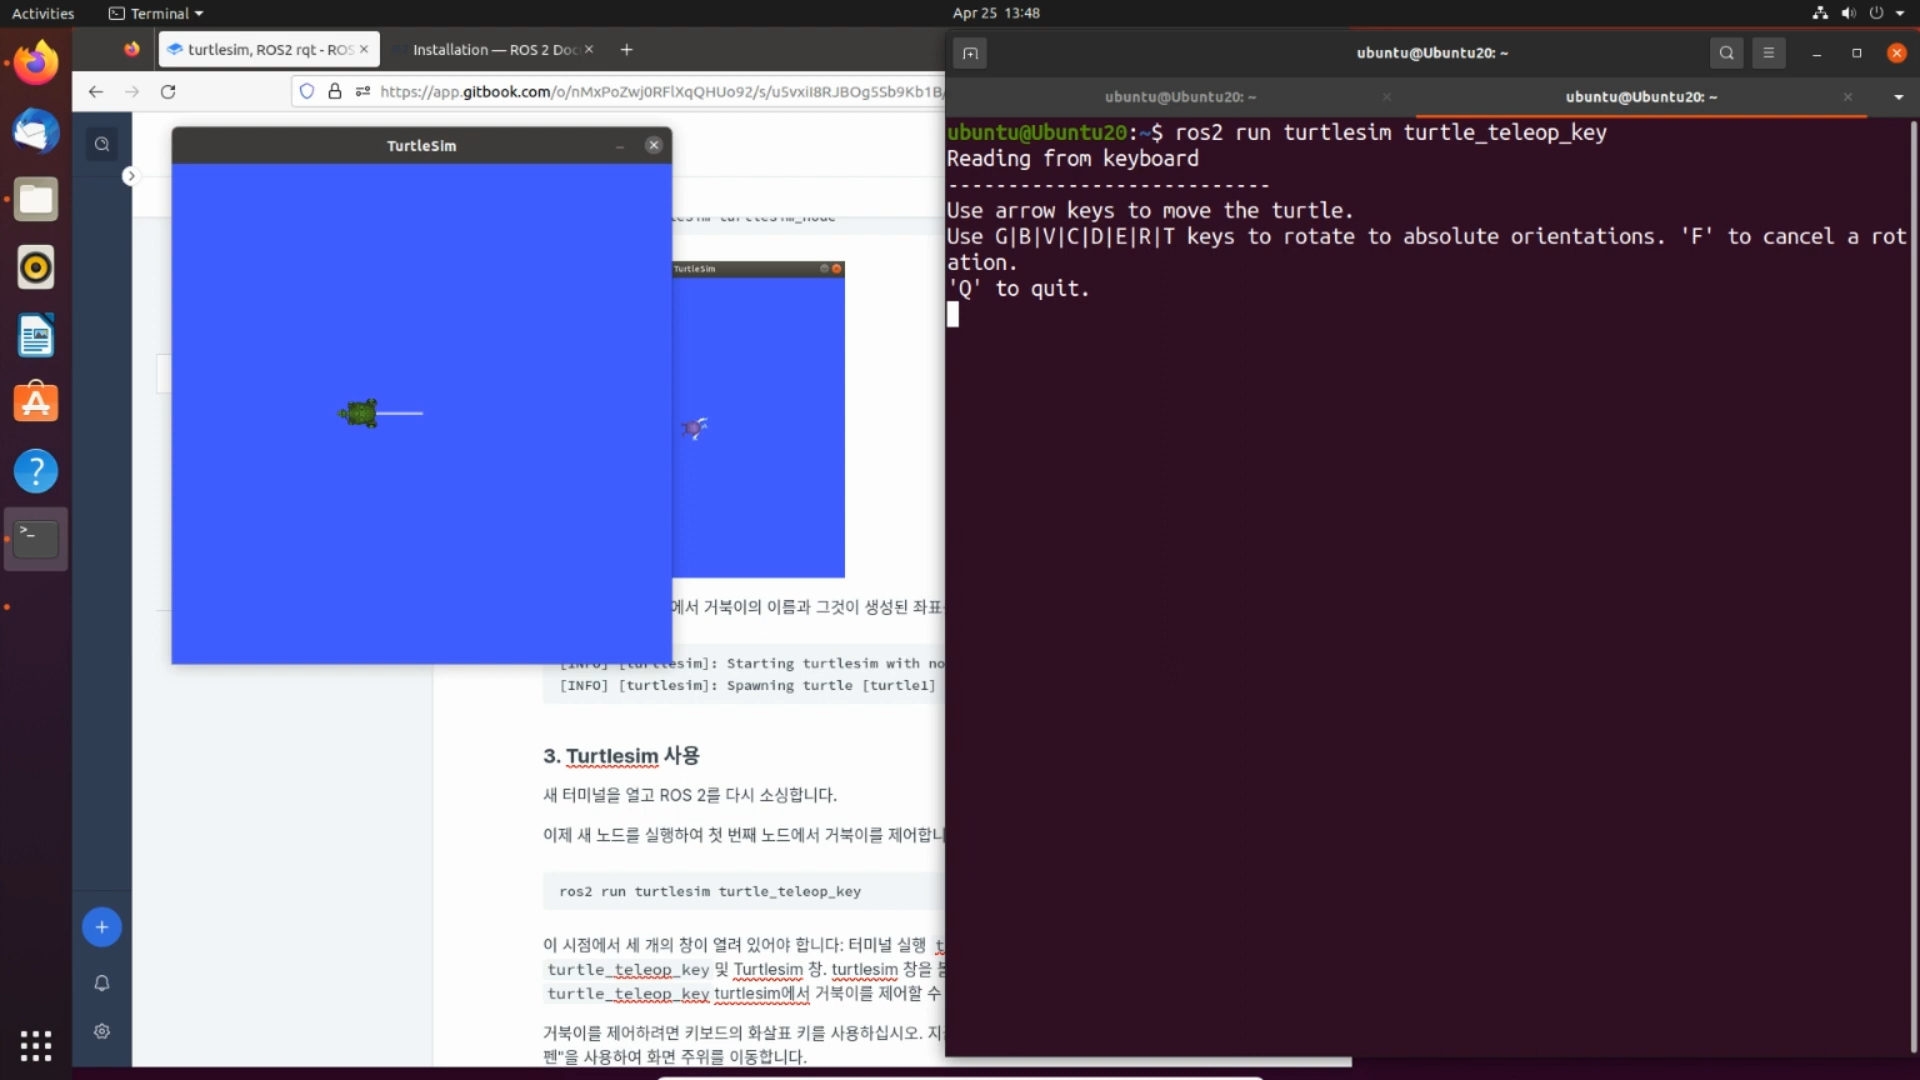 Activities
Terminal
Apr 25 13:48
turtlesim, ROS2 rqt - ROS
Installation — ROS 2 Doc
https://app.gitbook.com/o/nMxPoZwj0RFlXqQHUo92/s/u5vxiI8RJBOg5Sb9Kb1B/
TurtleSim
TurtleSim
에서 거북이의 이름과 그것이 생성된 좌표
[INFO] [turtlesim]: Starting turtlesim with no
[INFO] [turtlesim]: Spawning turtle [turtle1]
3. Turtlesim 사용
새 터미널을 열고 ROS 2를 다시 소싱합니다.
이제 새 노드를 실행하여 첫 번째 노드에서 거북이를 제어합니
ros2 run turtlesim turtle_teleop_key
이 시점에서 세 개의 창이 열려 있어야 합니다: 터미널 실행 t
turtle_teleop_key 및 Turtlesim 창. turtlesim 창을
turtle_teleop_key turtlesim에서 거북이를 제어할 수
거북이를 제어하려면 키보드의 화살표 키를 사용하십시오.
펜"을 사용하여 화면 주위를 이동합니다.
ubuntu@Ubuntu20: ~
ubuntu@Ubuntu20: ~
ubuntu@Ubuntu20: ~
ubuntu@Ubuntu20:~$ ros2 run turtlesim turtle_teleop_key
Reading from keyboard
---------------------------
Use arrow keys to move the turtle.
Use G|B|V|C|D|E|R|T keys to rotate to absolute orientations. 'F' to cancel a rot
ation.
'Q' to quit.